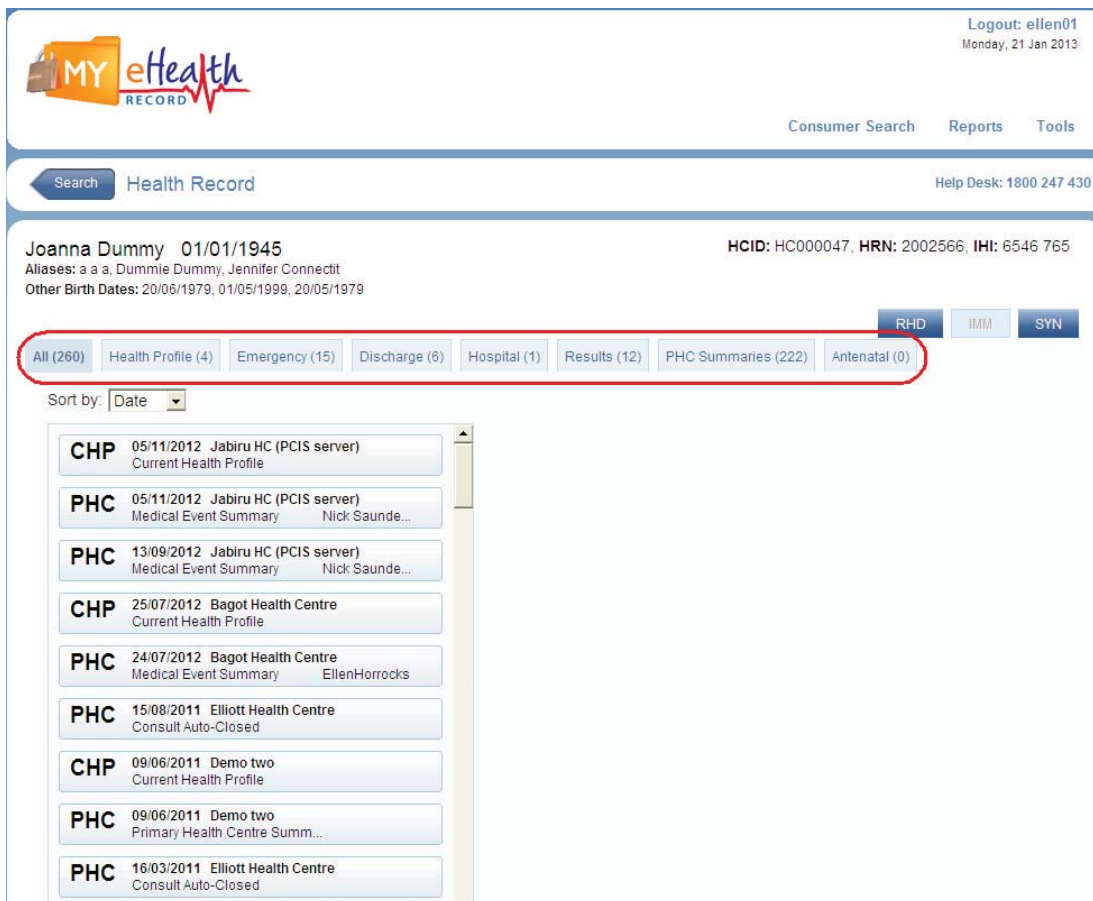 Logout: ellen01
Monday, 21 Jan 2013
MY eHealth
RECORD
Consumer Search Reports Tools
Search Health Record Help Desk: 1800 247 430
Joanna Dummy 01/01/1945 HCID: HC000047, HRN: 2002566, IHI: 6546 765
Aliases: a a a, Dummie Dummy, Jennifer Connectit
Other Birth Dates: 20/06/1979, 01/05/1999, 20/05/1979
RHD IMM SYN
All (260) Health Profile (4) Emergency (15) Discharge (6) Hospital (1) Results (12) PHC Summaries (222) Antenatal (0)
Sort by: Date
CHP 05/11/2012 Jabiru HC (PCIS server)
Current Health Profile
PHC 05/11/2012 Jabiru HC (PCIS server)
Medical Event Summary Nick Saunde...
PHC 13/09/2012 Jabiru HC (PCIS server)
Medical Event Summary Nick Saunde...
CHP 25/07/2012 Bagot Health Centre
Current Health Profile
PHC 24/07/2012 Bagot Health Centre
Medical Event Summary EllenHorrocks
PHC 15/08/2011 Elliott Health Centre
Consult Auto-Closed
CHP 09/06/2011 Demo two
Current Health Profile
PHC 09/06/2011 Demo two
Primary Health Centre Summ...
PHC 16/03/2011 Elliott Health Centre
Consult Auto-Closed